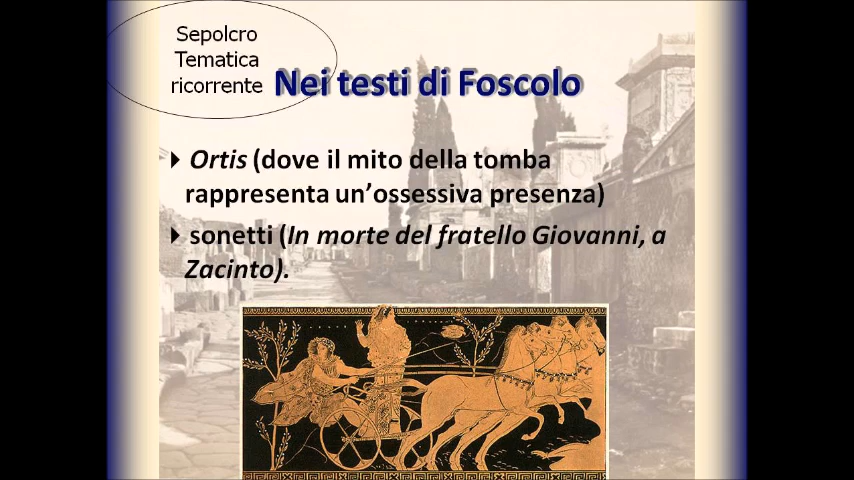 Sepolcro
Tematica
ricorrente
Nei testi di Foscolo
Ortis (dove il mito della tomba
rappresenta un’ossessiva presenza)
sonetti (In morte del fratello Giovanni, a
Zacinto).